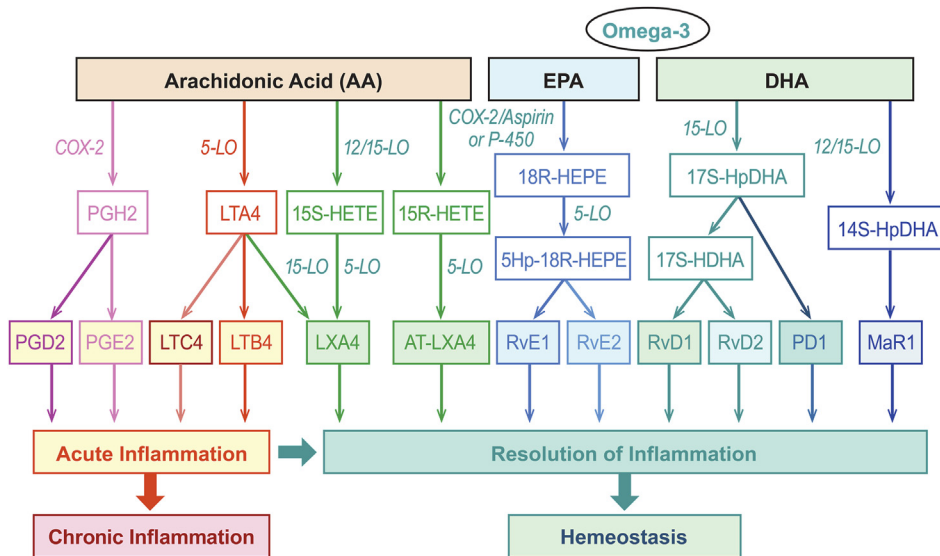 Omega-3
Arachidonic Acid (AA)
EPA
DHA
COX-2
5-LO
12/15-LO
COX-2/Aspirin
or P-450
15-LO
12/15-LO
18R-HEPE
17S-HpDHA
PGH2
LTA4
15S-HETE
15R-HETE
5-LO
14S-HpDHA
5Hp-18R-HEPE
17S-HDHA
15-LO
5-LO
5-LO
PGD2
PGE2
LTC4
LTB4
LXA4
AT-LXA4
RvE1
RvE2
RvD1
RvD2
PD1
MaR1
Acute Inflammation
Resolution of Inflammation
Chronic Inflammation
Hemeostasis